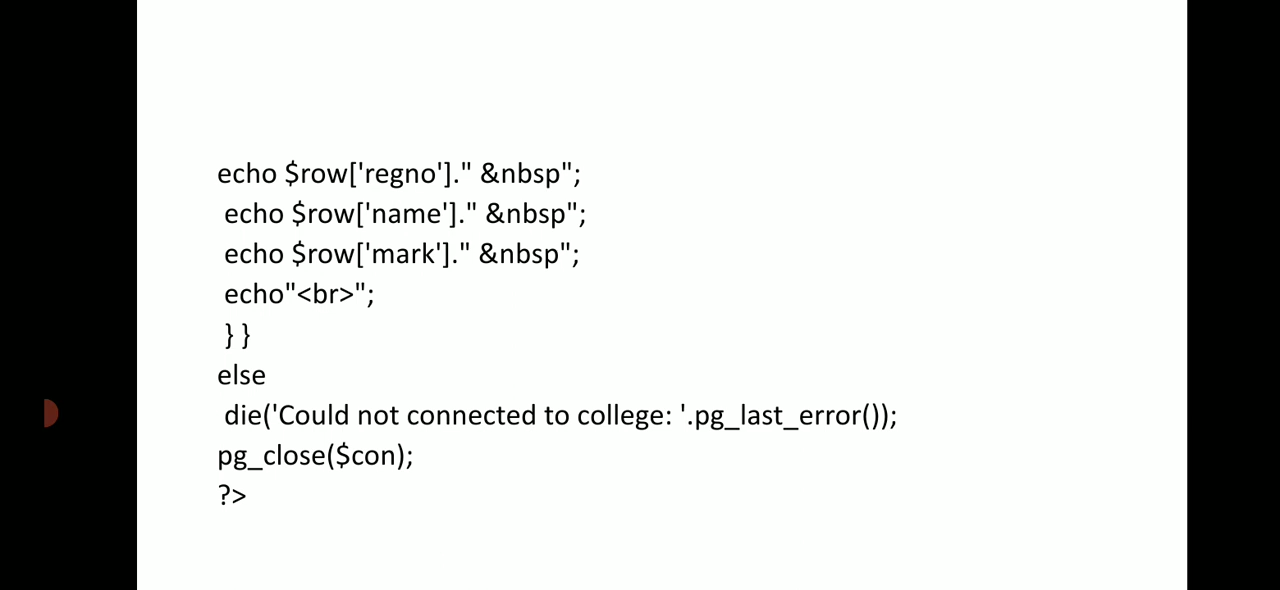 echo $row['regno']." &nbsp";
echo $row['name']." &nbsp";
echo $row['mark']." &nbsp";
echo"<br>";
} }
else
die('Could not connected to college: '.pg_last_error());
pg_close($con);
?>